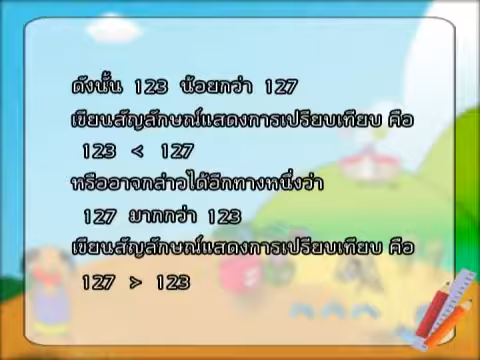 ดังนั้น 123 น้อยกว่า 127
เขียนสัญลักษณ์แสดงการเปรียบเทียบ คือ
123 < 127
หรืออาจกล่าวได้อีกทางหนึ่งว่า
127 มากกว่า 123
เขียนสัญลักษณ์แสดงการเปรียบเทียบ คือ
127 > 123